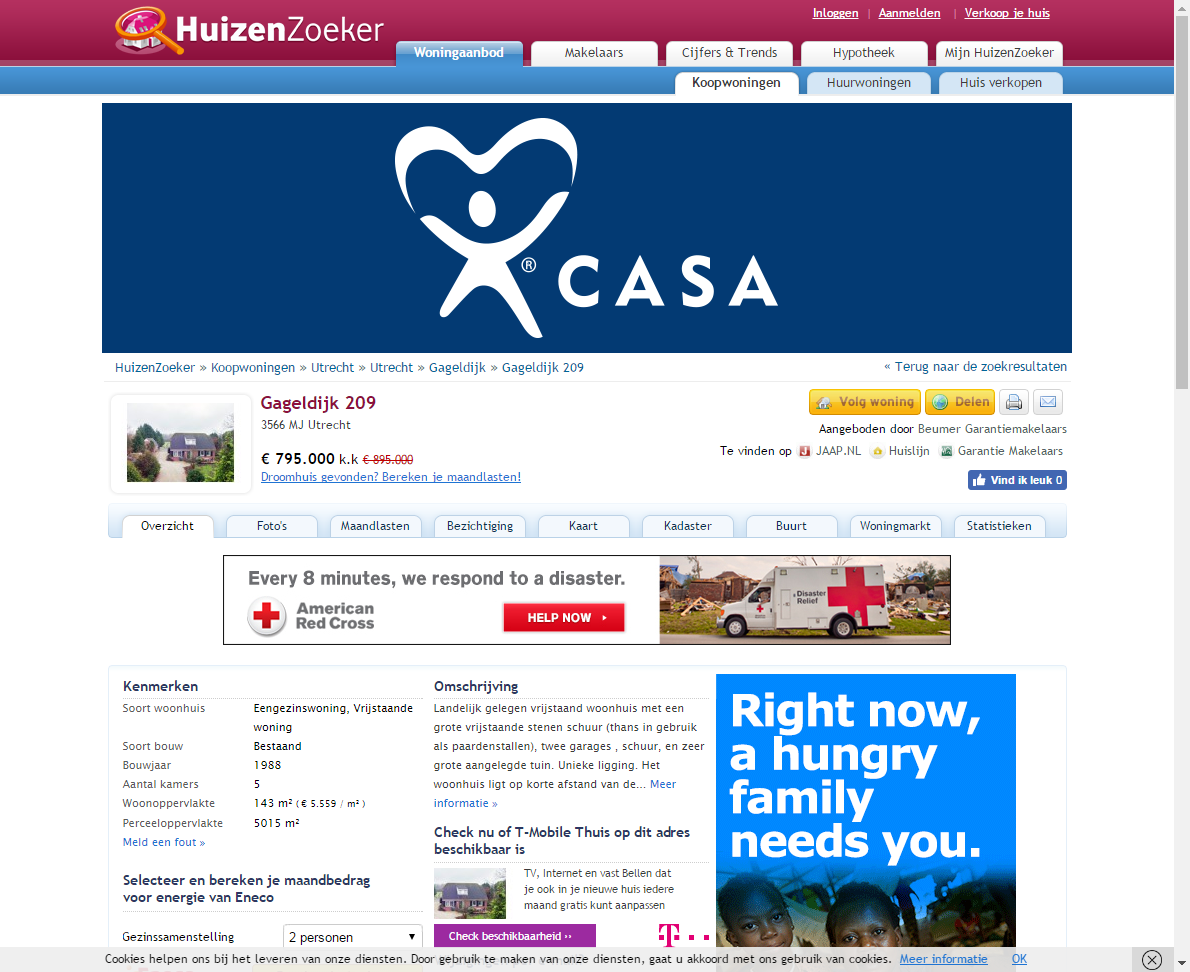 HuizenZoeker
Inloggen | Aanmelden | Verkoop je huis
Woningaanbod
Makelaars
Cijfers & Trends
Hypotheek
Mijn HuizenZoeker
Koopwoningen
Huurwoningen
Huis verkopen
® CASA
HuizenZoeker » Koopwoningen » Utrecht » Utrecht » Gageldijk » Gageldijk 209
« Terug naar de zoekresultaten
Gageldijk 209
3566 MJ Utrecht
€ 795.000 k.k € 895.000
Droomhuis gevonden? Bereken je maandlasten!
Volg woning
Delen
Aangeboden door Beumer Garantiemakelaars
Te vinden op JAAP.NL Huislijn Garantie Makelaars
Vind ik leuk 0
Overzicht
Foto's
Maandlasten
Bezichtiging
Kaart
Kadaster
Buurt
Woningmarkt
Statistieken
Every 8 minutes, we respond to a disaster.
American
Red Cross
HELP NOW
Disaster
Relief
Kenmerken
Soort woonhuis Eengezinswoning, Vrijstaande
woning
Soort bouw Bestaand
Bouwjaar 1988
Aantal kamers 5
Woonoppervlakte 143 m² ( € 5.559 / m² )
Perceeloppervlakte 5015 m²
Meld een fout »
Selecteer en bereken je maandbedrag
voor energie van Eneco
Gezinssamenstelling 2 personen
Omschrijving
Landelijk gelegen vrijstaand woonhuis met een
grote vrijstaande stenen schuur (thans in gebruik
als paardenstallen), twee garages , schuur, en zeer
grote aangelegde tuin. Unieke ligging. Het
woonhuis ligt op korte afstand van de... Meer
informatie »
Check nu of T-Mobile Thuis op dit adres
beschikbaar is
TV, Internet en vast Bellen dat
je ook in je nieuwe huis iedere
maand gratis kunt aanpassen
Check beschikbaarheid ››
T
Right now,
a hungry
family
needs you.
Cookies helpen ons bij het leveren van onze diensten. Door gebruik te maken van onze diensten, gaat u akkoord met ons gebruik van cookies. Meer informatie OK